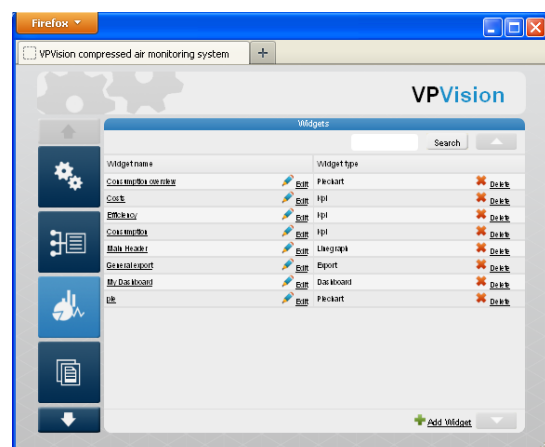 Firefox
VPVision compressed air monitoring system
VPVision
Widgets
Search
Widget name Widget type
Consumption overview Edit Piechart Delete
Costs Edit Kpi Delete
Efficiency Edit Kpi Delete
Consumption Edit Kpi Delete
Main Header Edit Linegraph Delete
General export Edit Export Delete
My Dashboard Edit Dashboard Delete
pie Edit Piechart Delete
Add Widget